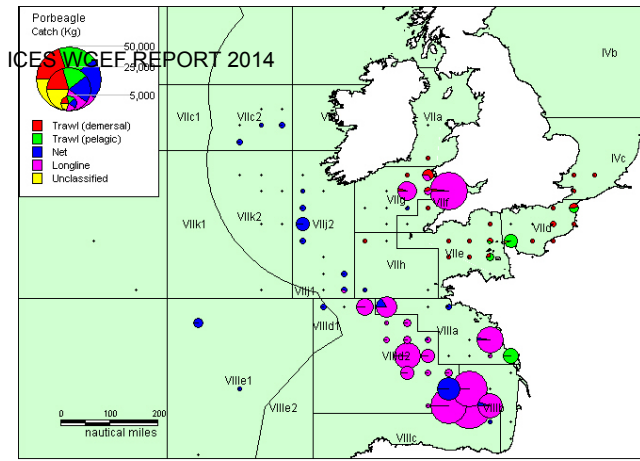 Porbeagle
Catch (Kg)
50,000
25,000
5,000
ICES WGEF REPORT 2014
Trawl (demersal)
Trawl (pelagic)
Net
Longline
Unclassified
IVb
VIIc1
VIIc2
VIIa
IVc
VIIg
VIIf
VIId
VIIk1
VIIk2
VIIj2
VIIe
VIIh
VIIj1
VIIId1
VIIIa
VIIId2
VIIIe1
VIIIe2
VIIIb
VIIIc
0 100 200
nautical miles